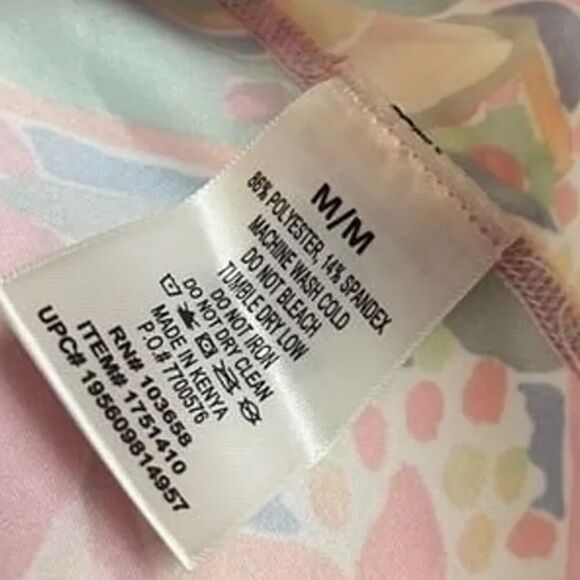 M/M
86% POLYESTER, 14% SPANDEX
MACHINE WASH COLD
DO NOT BLEACH
TUMBLE DRY LOW
DO NOT IRON
DO NOT DRY CLEAN
MADE IN KENYA
P.O.# 7700576
RN# 103658
ITEM# 1751410
UPC# 195609814957